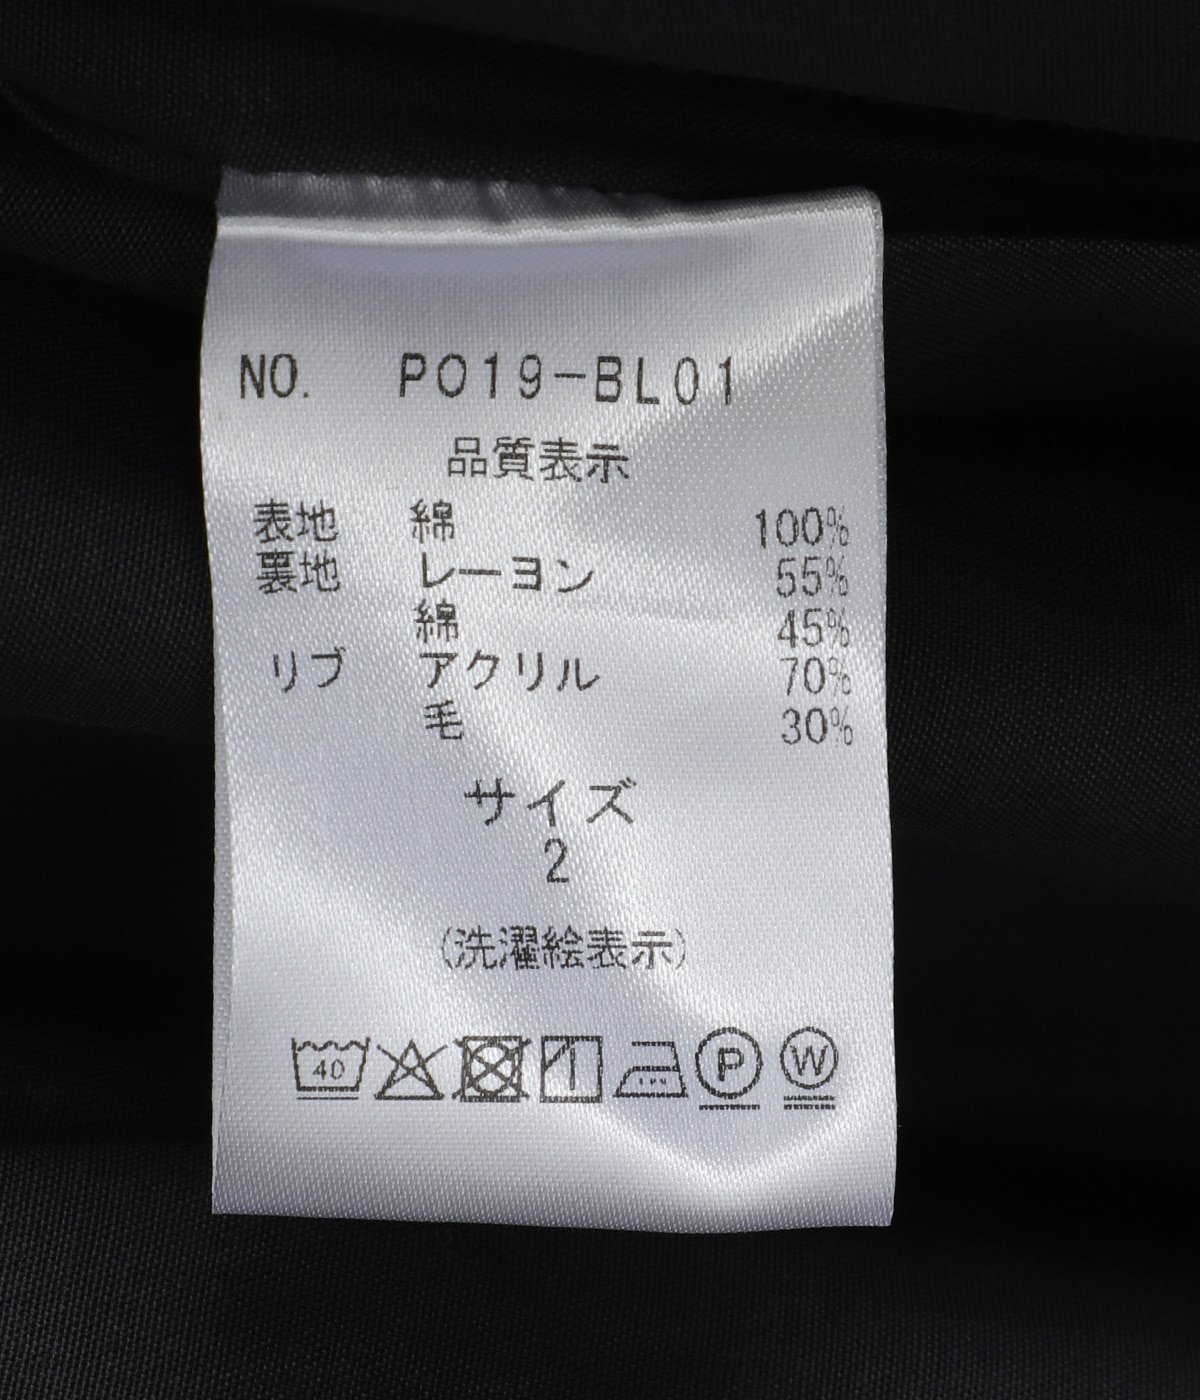 NO. PO19-BL01
品質表示
表地 綿 100%
裏地 レーヨン 55%
綿 45%
リブ アクリル 70%
毛 30%
サイズ
2
(洗濯絵表示)
40 P W